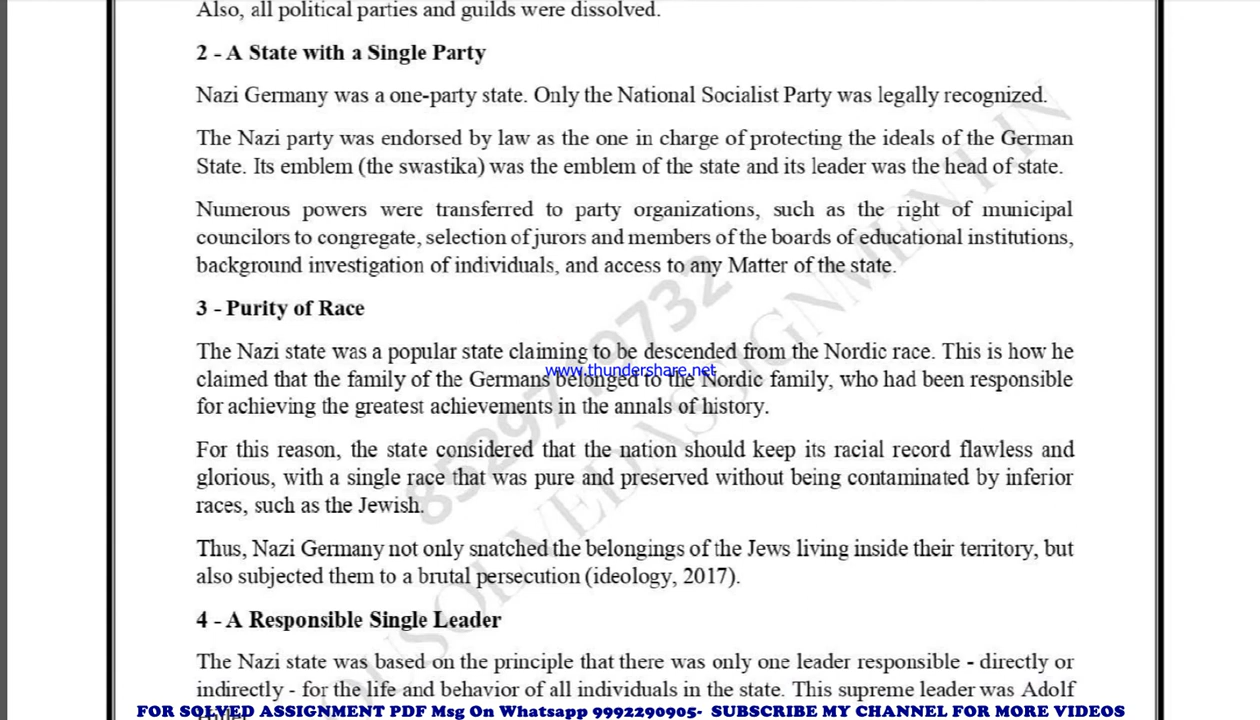 Also, all political parties and guilds were dissolved.
2 - A State with a Single Party
Nazi Germany was a one-party state. Only the National Socialist Party was legally recognized.
The Nazi party was endorsed by law as the one in charge of protecting the ideals of the German
State. Its emblem (the swastika) was the emblem of the state and its leader was the head of state.
Numerous powers were transferred to party organizations, such as the right of municipal
councilors to congregate, selection of jurors and members of the boards of educational institutions,
background investigation of individuals, and access to any Matter of the state.
3 - Purity of Race
The Nazi state was a popular state claiming to be descended from the Nordic race. This is how he
www.thundershare.net
claimed that the family of the Germans belonged to the Nordic family, who had been responsible
for achieving the greatest achievements in the annals of history.
For this reason, the state considered that the nation should keep its racial record flawless and
glorious, with a single race that was pure and preserved without being contaminated by inferior
races, such as the Jewish.
Thus, Nazi Germany not only snatched the belongings of the Jews living inside their territory, but
also subjected them to a brutal persecution (ideology, 2017).
4 - A Responsible Single Leader
The Nazi state was based on the principle that there was only one leader responsible - directly or
indirectly - for the life and behavior of all individuals in the state. This supreme leader was Adolf
FOR SOLVED ASSIGNMENT PDF Msg On Whatsapp 9992290905- SUBSCRIBE MY CHANNEL FOR MORE VIDEOS